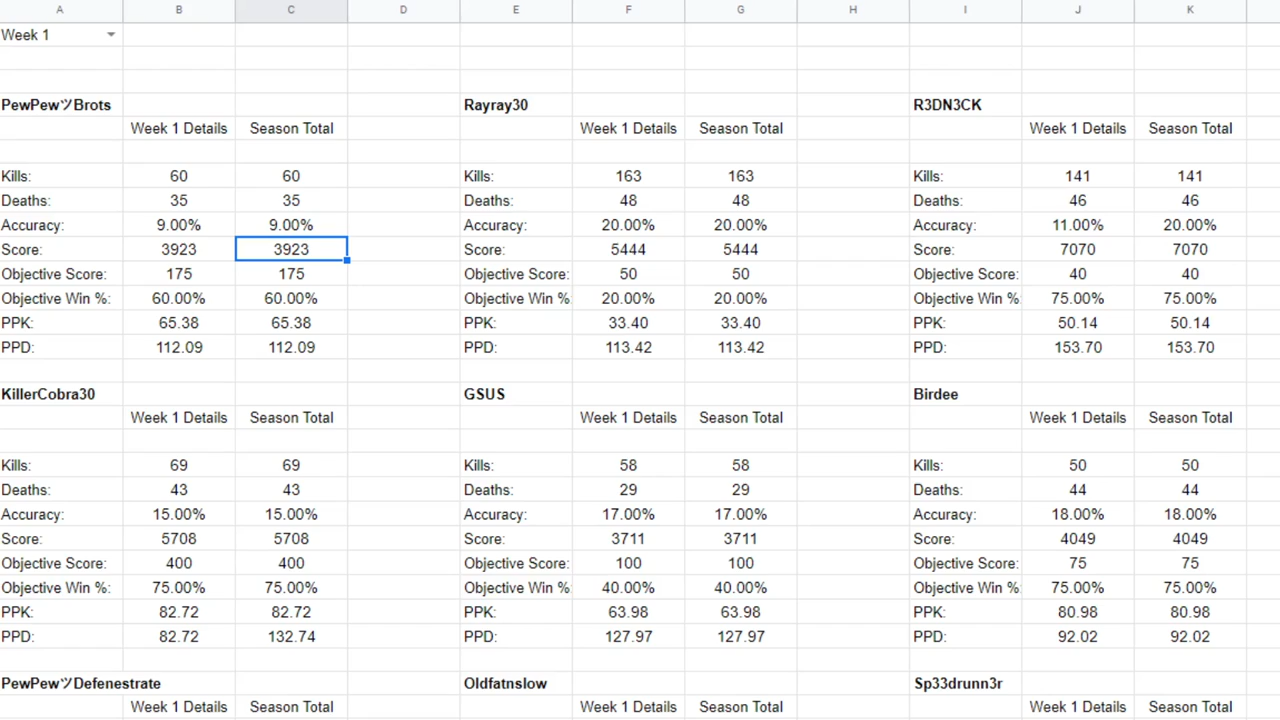 A B C D E F G H I J K
Week 1
PewPewツBrots Rayray30 R3DN3CK
Week 1 Details Season Total Week 1 Details Season Total Week 1 Details Season Total
Kills: 60 60 Kills: 163 163 Kills: 141 141
Deaths: 35 35 Deaths: 48 48 Deaths: 46 46
Accuracy: 9.00% 9.00% Accuracy: 20.00% 20.00% Accuracy: 11.00% 20.00%
Score: 3923 3923 Score: 5444 5444 Score: 7070 7070
Objective Score: 175 175 Objective Score: 50 50 Objective Score: 40 40
Objective Win %: 60.00% 60.00% Objective Win % 20.00% 20.00% Objective Win % 75.00% 75.00%
PPK: 65.38 65.38 PPK: 33.40 33.40 PPK: 50.14 50.14
PPD: 112.09 112.09 PPD: 113.42 113.42 PPD: 153.70 153.70
KillerCobra30 GSUS Birdee
Week 1 Details Season Total Week 1 Details Season Total Week 1 Details Season Total
Kills: 69 69 Kills: 58 58 Kills: 50 50
Deaths: 43 43 Deaths: 29 29 Deaths: 44 44
Accuracy: 15.00% 15.00% Accuracy: 17.00% 17.00% Accuracy: 18.00% 18.00%
Score: 5708 5708 Score: 3711 3711 Score: 4049 4049
Objective Score: 400 400 Objective Score: 100 100 Objective Score: 75 75
Objective Win %: 75.00% 75.00% Objective Win % 40.00% 40.00% Objective Win % 75.00% 75.00%
PPK: 82.72 82.72 PPK: 63.98 63.98 PPK: 80.98 80.98
PPD: 82.72 132.74 PPD: 127.97 127.97 PPD: 92.02 92.02
PewPewツDefenestrate Oldfatnslow Sp33drunn3r
Week 1 Details Season Total Week 1 Details Season Total Week 1 Details Season Total